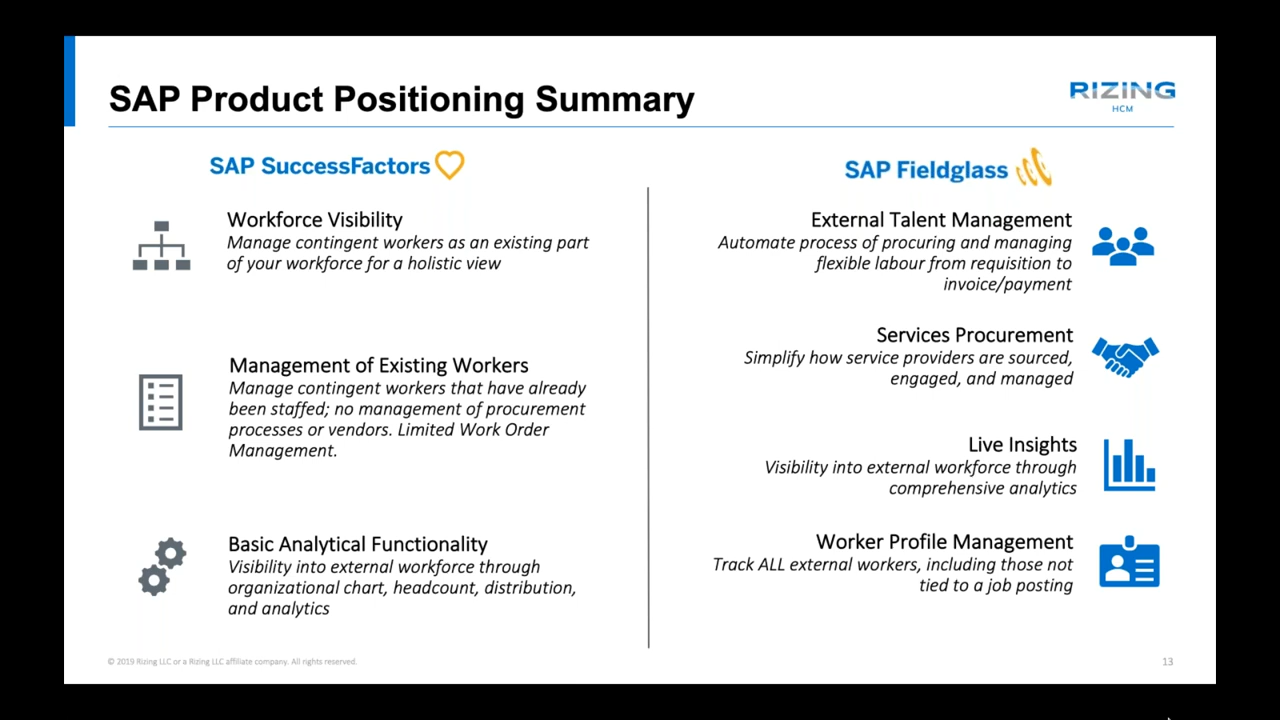 SAP Product Positioning Summary
RIZING
HCM
SAP SuccessFactors
Workforce Visibility
Manage contingent workers as an existing part
of your workforce for a holistic view
Management of Existing Workers
Manage contingent workers that have already
been staffed; no management of procurement
processes or vendors. Limited Work Order
Management.
Basic Analytical Functionality
Visibility into external workforce through
organizational chart, headcount, distribution,
and analytics
SAP Fieldglass
External Talent Management
Automate process of procuring and managing
flexible labour from requisition to
invoice/payment
Services Procurement
Simplify how service providers are sourced,
engaged, and managed
Live Insights
Visibility into external workforce through
comprehensive analytics
Worker Profile Management
Track ALL external workers, including those not
tied to a job posting
© 2019 Rizing LLC or a Rizing LLC affiliate company. All rights reserved.
13